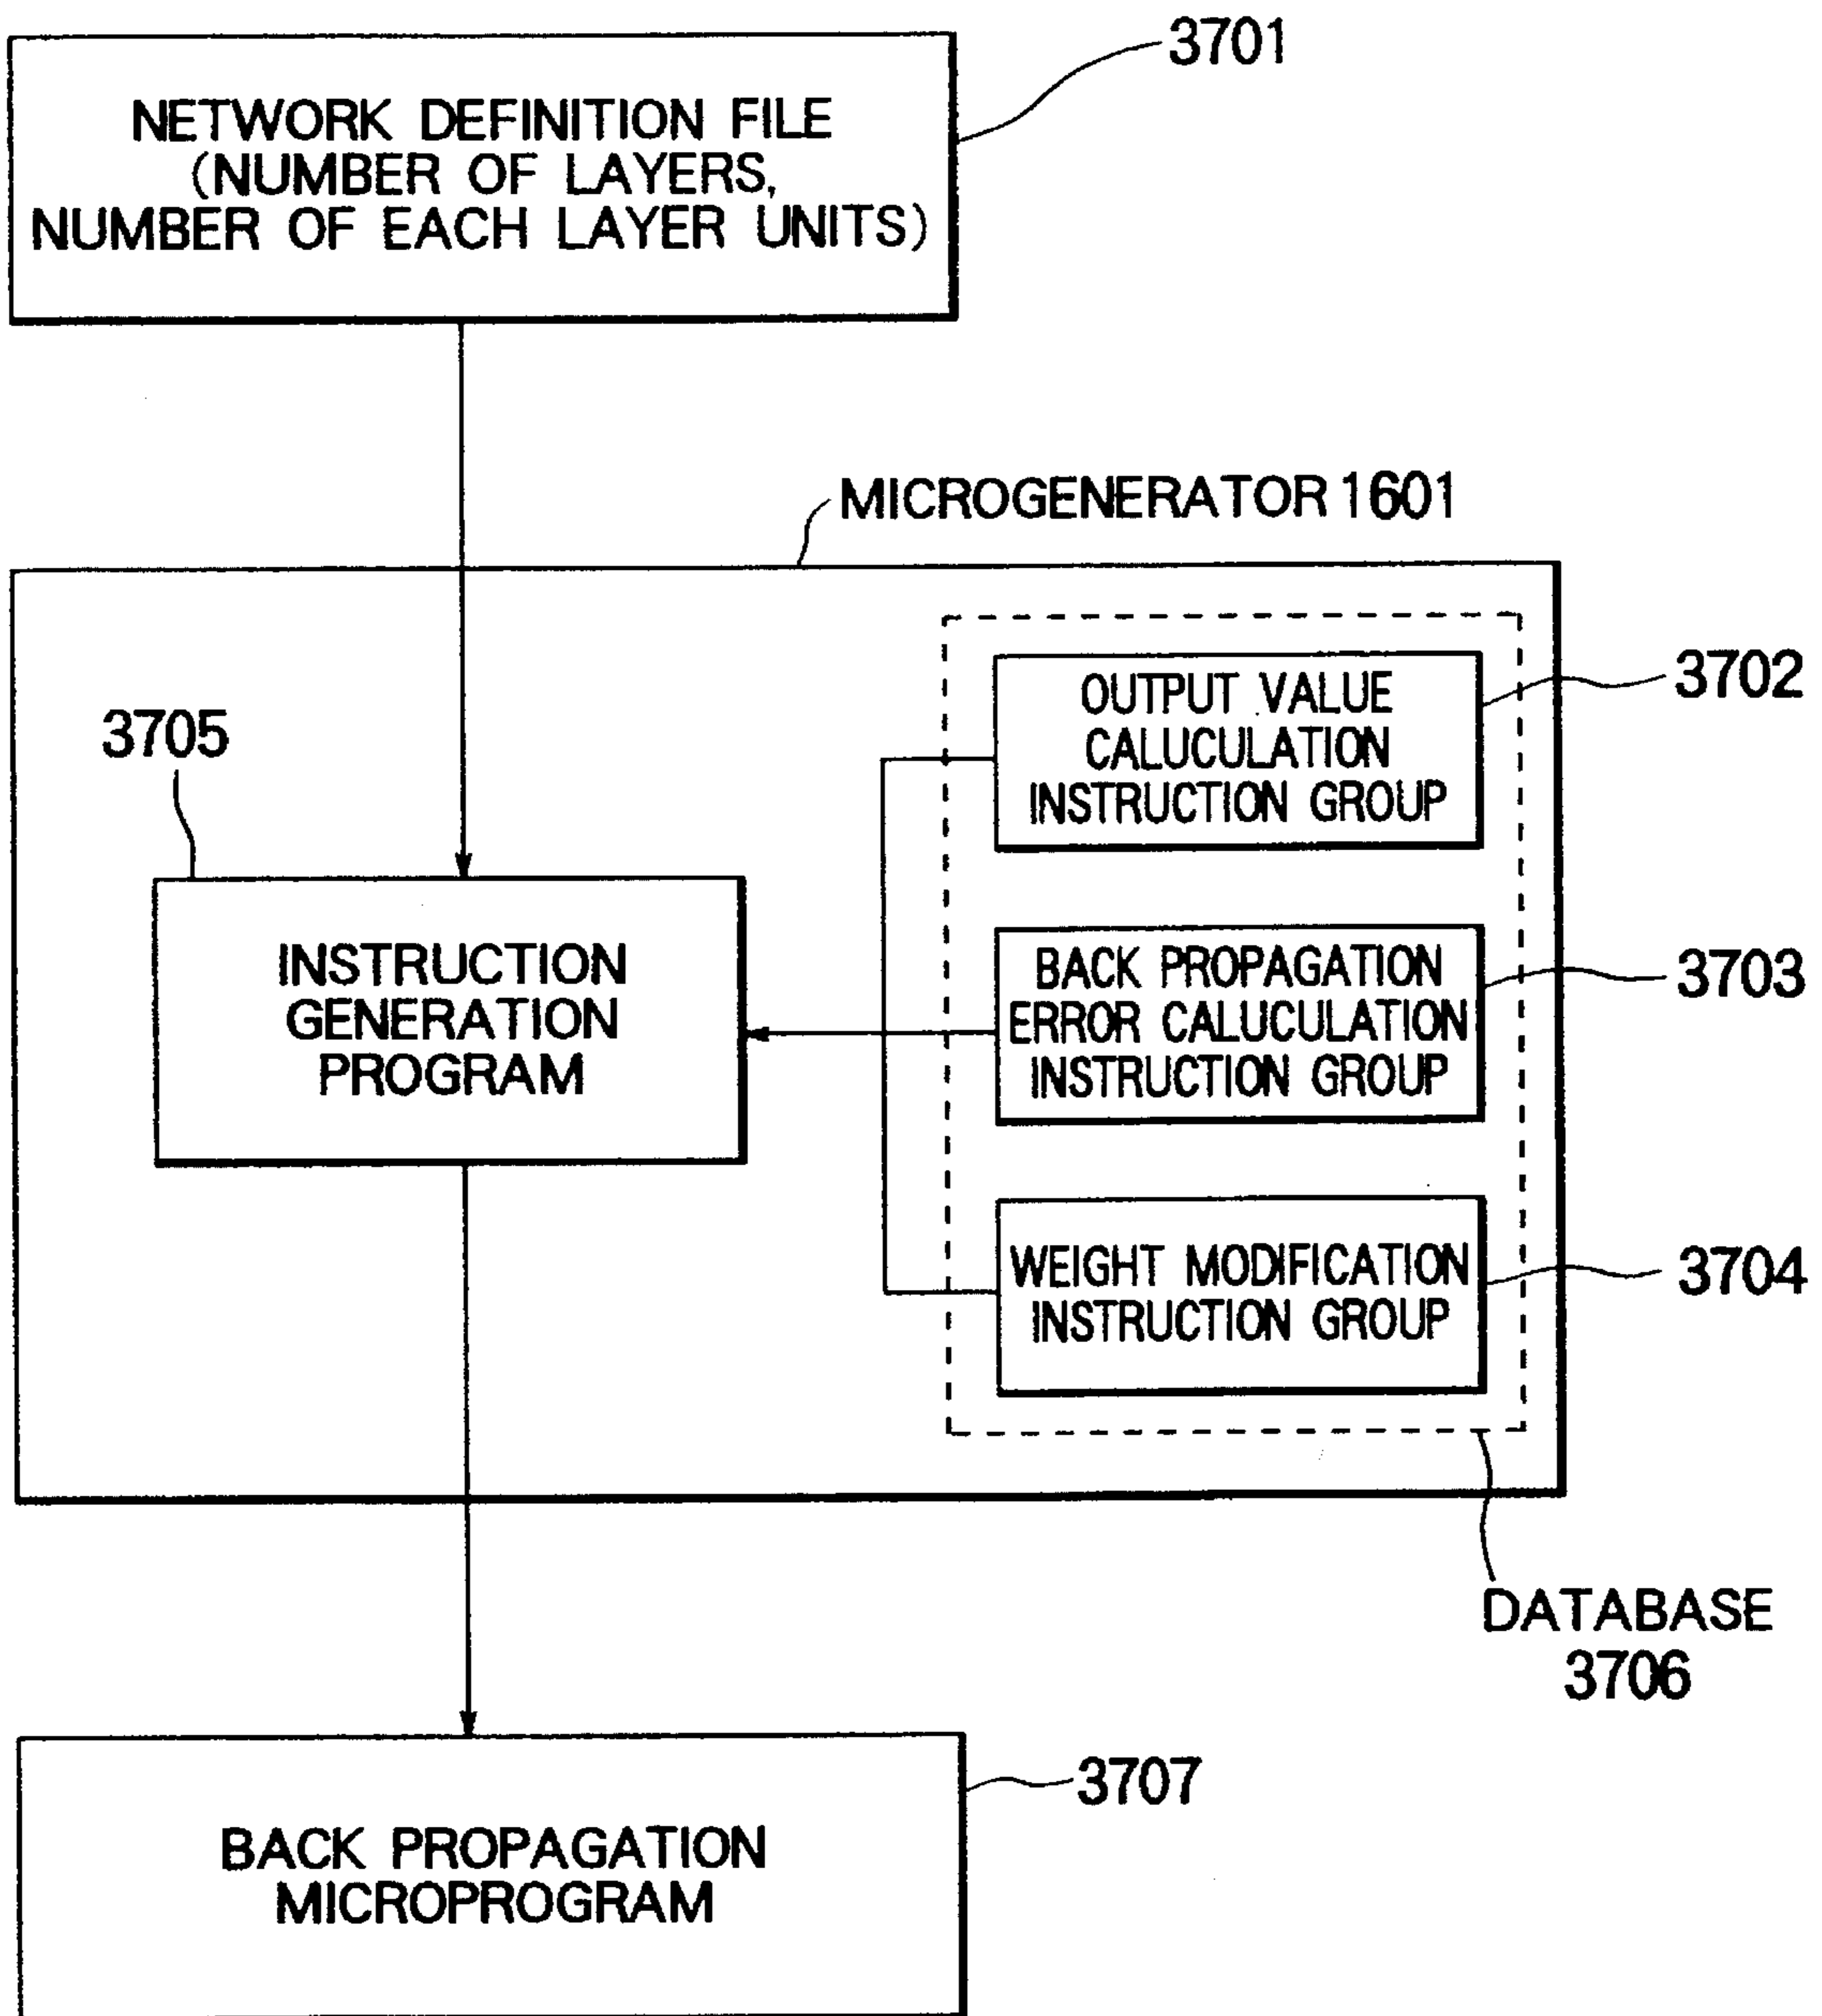 3701
NETWORK DEFINITION FILE
(NUMBER OF LAYERS,
NUMBER OF EACH LAYER UNITS)
MICROGENERATOR 1601
3702
OUTPUT VALUE
CALUCULATION
INSTRUCTION GROUP
3705
INSTRUCTION
GENERATION
PROGRAM
3703
BACK PROPAGATION
ERROR CALUCULATION
INSTRUCTION GROUP
3704
WEIGHT MODIFICATION
INSTRUCTION GROUP
DATABASE
3706
3707
BACK PROPAGATION
MICROPROGRAM